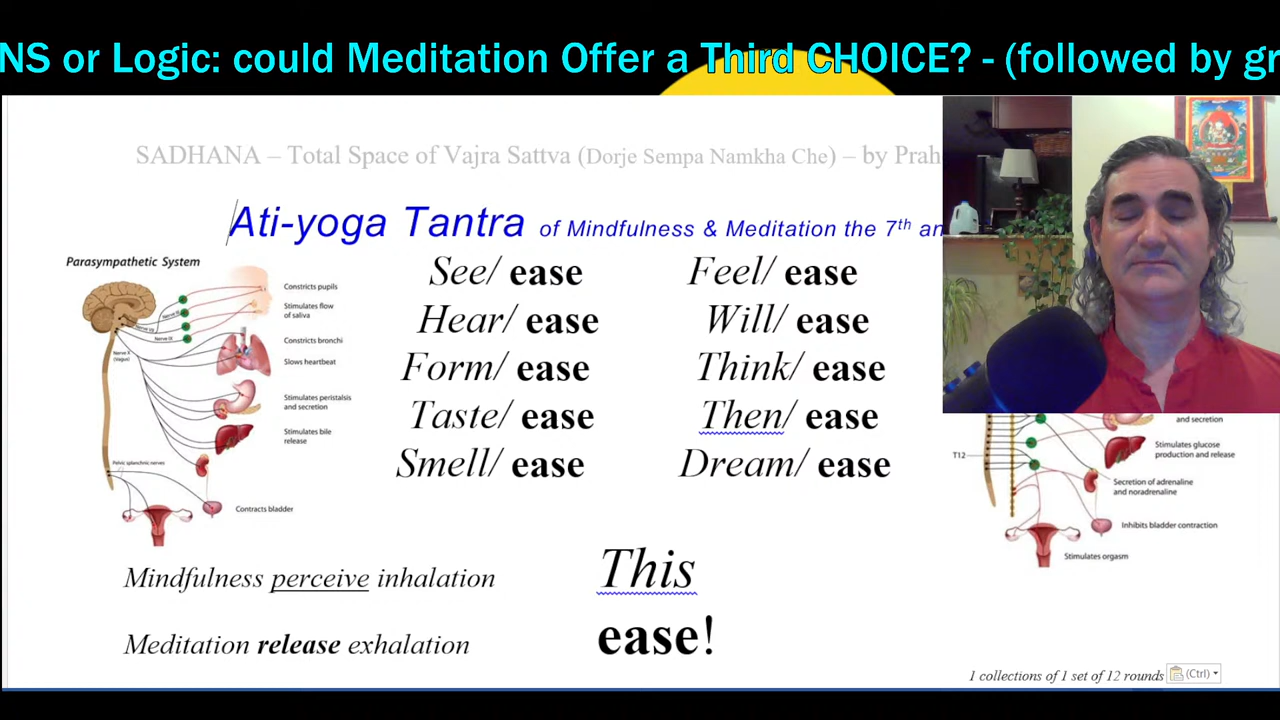 NS or Logic: could Meditation Offer a Third CHOICE? - (followed by gr
SADHANA – Total Space of Vajra Sattva (Dorje Sempa Namkha Che) – by Prah
Ati-yoga Tantra of Mindfulness & Meditation the 7th an
Parasympathetic System
Constricts pupils
Stimulates flow
of saliva
Constricts bronchi
Slows heartbeat
Stimulates peristalsis
and secretion
Stimulates bile
release
Contracts bladder
Nerve X
(Vagus)
Pelvic splanchnic nerves
See/ ease
Hear/ ease
Form/ ease
Taste/ ease
Smell/ ease
Feel/ ease
Will/ ease
Think/ ease
Then/ ease
Dream/ ease
and secretion
T12
Stimulates glucose
production and release
Secretion of adrenaline
and noradrenaline
Inhibits bladder contraction
Stimulates orgasm
Mindfulness perceive inhalation
This
Meditation release exhalation
ease!
1 collections of 1 set of 12 rounds
(Ctrl)